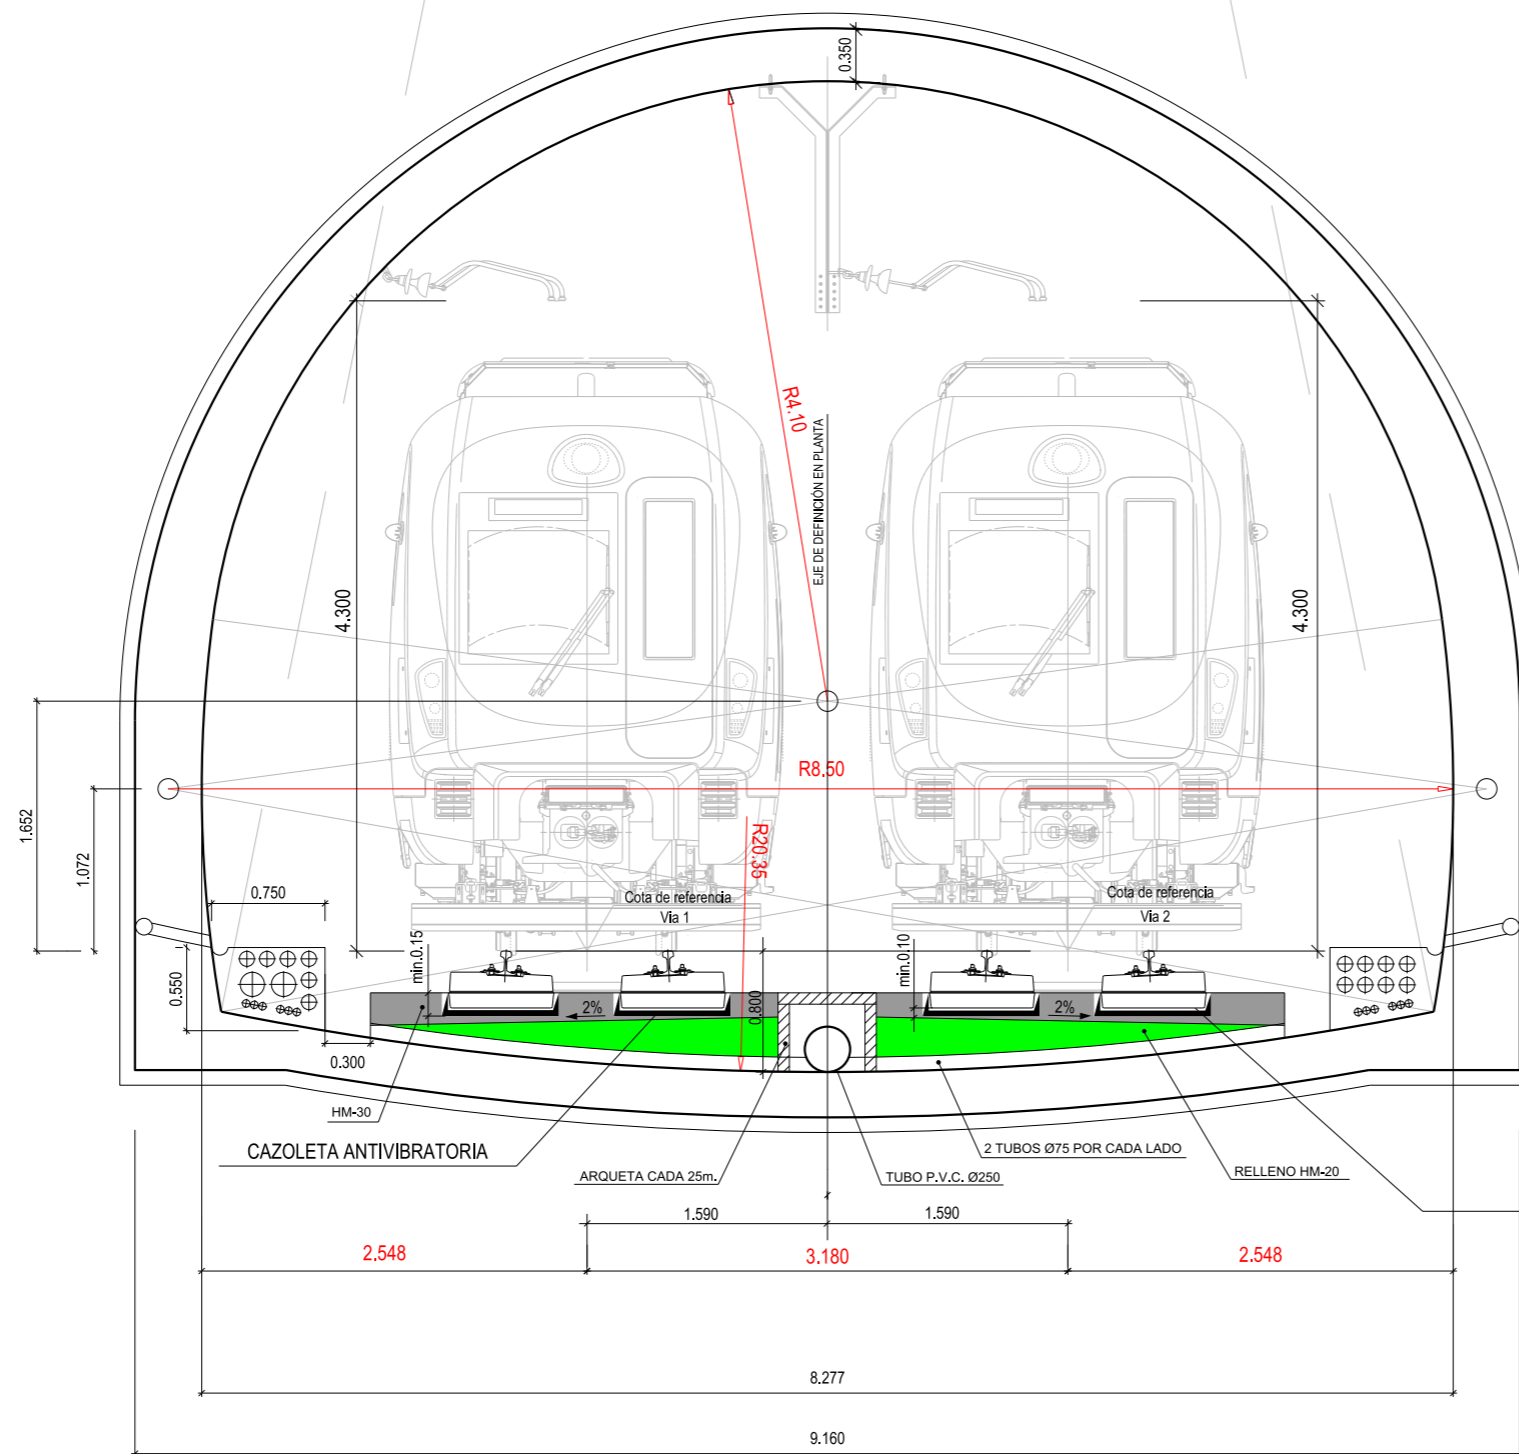 0.350
R4.10
EJE DE DEFINICIÓN EN PLANTA
4.300
4.300
R8.50
1.652
1.072
R20.35
0.750
Cota de referencia
Via 1
Cota de referencia
Via 2
min.0.15
min.0.10
0.550
0.800
2%
2%
0.300
HM-30
CAZOLETA ANTIVIBRATORIA
2 TUBOS Ø75 POR CADA LADO
ARQUETA CADA 25m.
TUBO P.V.C. Ø250
RELLENO HM-20
1.590
1.590
2.548
3.180
2.548
8.277
9.160